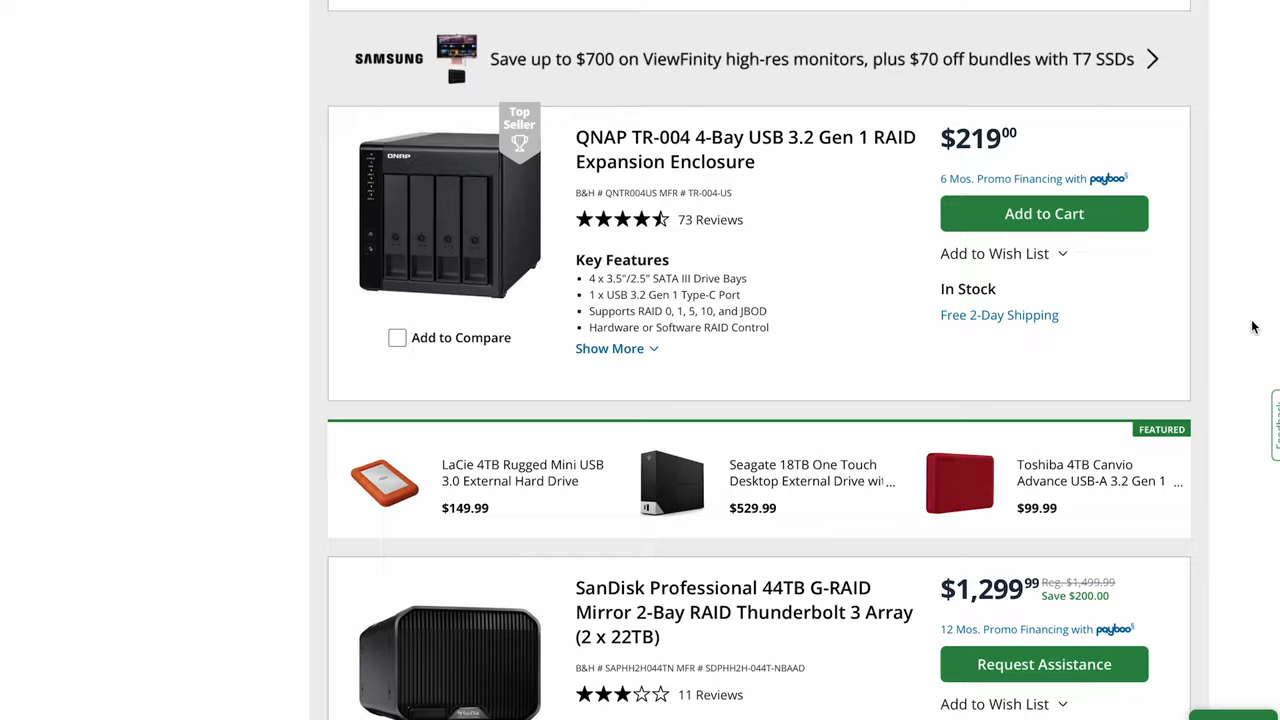 SAMSUNG Save up to $700 on ViewFinity high-res monitors, plus $70 off bundles with T7 SSDs
Top
Seller
QNAP
QNAP TR-004 4-Bay USB 3.2 Gen 1 RAID
Expansion Enclosure
B&H # QNTR004US MFR # TR-004-US
73 Reviews
Key Features
• 4 x 3.5"/2.5" SATA III Drive Bays
• 1 x USB 3.2 Gen 1 Type-C Port
• Supports RAID 0, 1, 5, 10, and JBOD
• Hardware or Software RAID Control
Show More
Add to Compare
$219 00
6 Mos. Promo Financing with payboo§
Add to Cart
Add to Wish List
In Stock
Free 2-Day Shipping
Feedback
FEATURED
LaCie 4TB Rugged Mini USB
3.0 External Hard Drive
$149.99
Seagate 18TB One Touch
Desktop External Drive wi...
$529.99
Toshiba 4TB Canvio
Advance USB-A 3.2 Gen 1 ...
$99.99
SanDisk Professional 44TB G-RAID
Mirror 2-Bay RAID Thunderbolt 3 Array
(2 x 22TB)
B&H # SAPHH2H044TN MFR # SDPHH2H-044T-NBAAD
11 Reviews
SanDisk
$1,299 99 Reg. $1,499.99
Save $200.00
12 Mos. Promo Financing with payboo§
Request Assistance
Add to Wish List